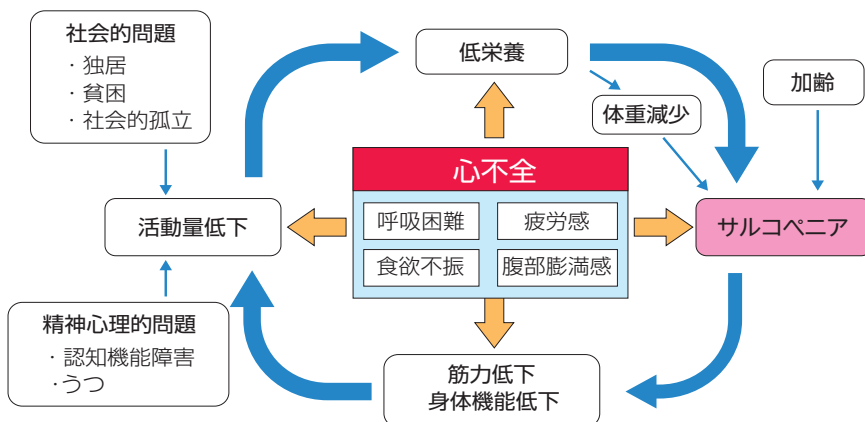 社会的問題
・独居
・貧困
・社会的孤立
低栄養
体重減少
加齢
心不全
呼吸困難
疲労感
食欲不振
腹部膨満感
活動量低下
サルコペニア
精神心理的問題
・認知機能障害
・うつ
筋力低下
身体機能低下